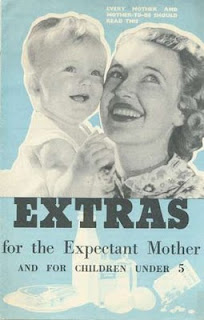 EVERY MOTHER AND
MOTHER-TO-BE SHOULD
READ THIS
EXTRAS
for the Expectant Mother
AND FOR CHILDREN UNDER 5